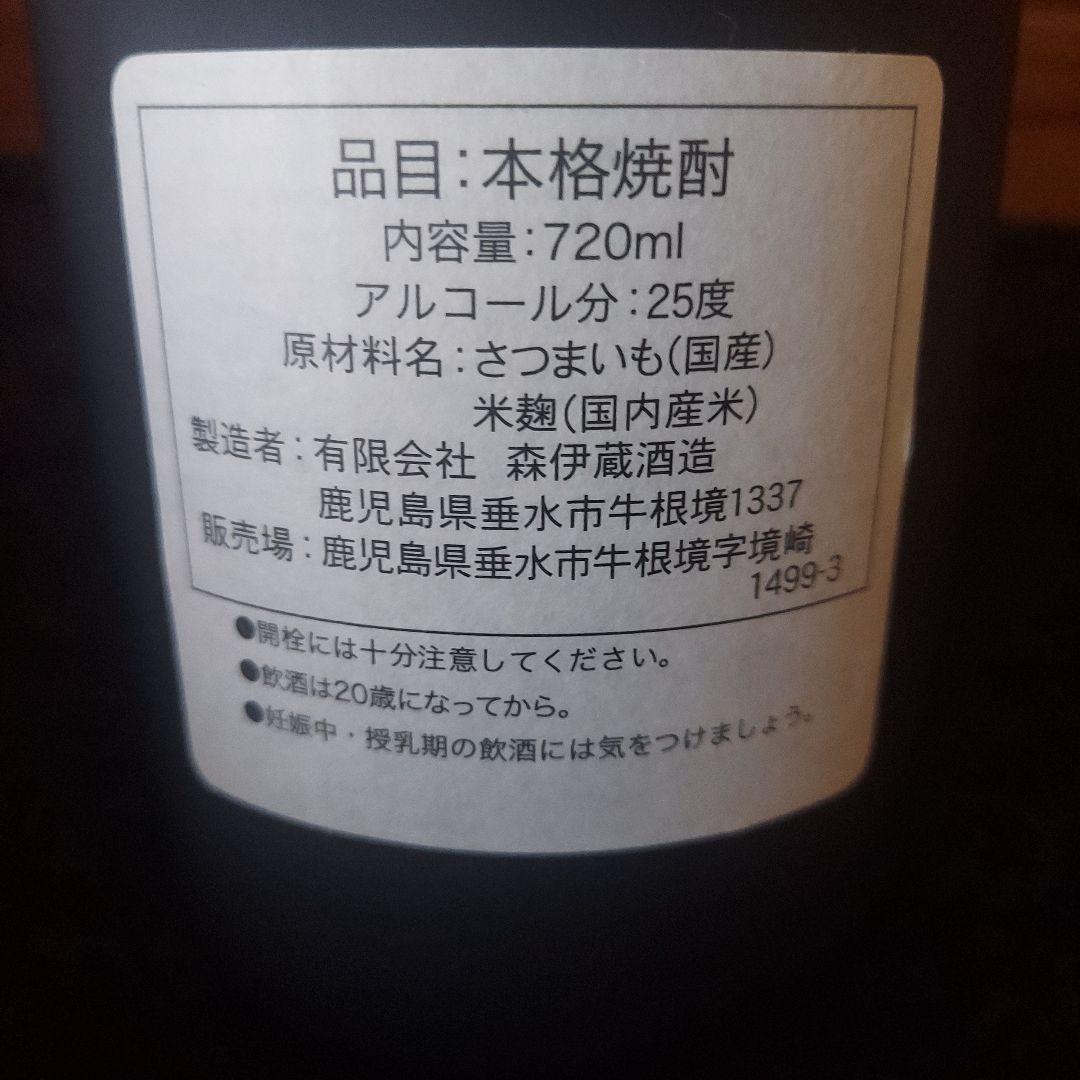 品目：本格焼酎
内容量：720ml
アルコール分：25度
原材料名：さつまいも(国産)
米麹(国内産米)
製造者：有限会社 森伊蔵酒造
鹿児島県垂水市牛根境1337
販売場：鹿児島県垂水市牛根境字境崎
1499-3
●開栓には十分注意してください。
●飲酒は20歳になってから。
●妊娠中・授乳期の飲酒には気をつけましょう。